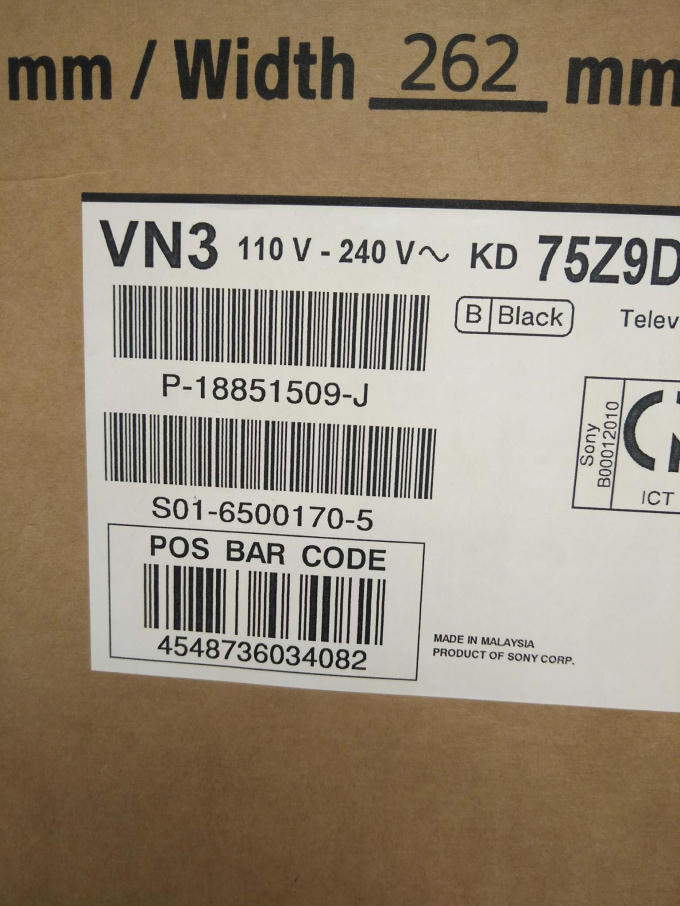 mm / Width 262 mm
VN3 110 V - 240 V~ KD 75Z9D
B Black Telev
P-18851509-J
Sony
B00012010
ICT
S01-6500170-5
POS BAR CODE
4548736034082
MADE IN MALAYSIA
PRODUCT OF SONY CORP.